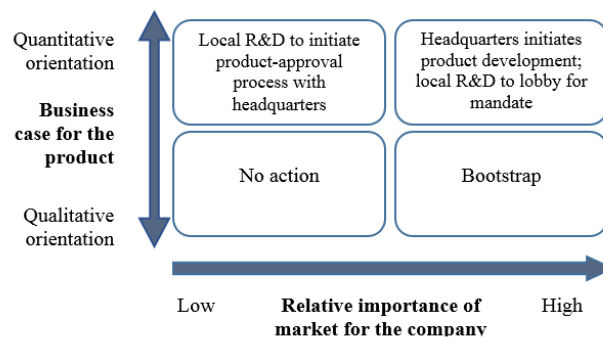 Quantitative
orientation
Business
case for the
product
Qualitative
orientation
Local R&D to initiate
product-approval
process with
headquarters
Headquarters initiates
product development;
local R&D to lobby for
mandate
No action
Bootstrap
Low
Relative importance of
market for the company
High